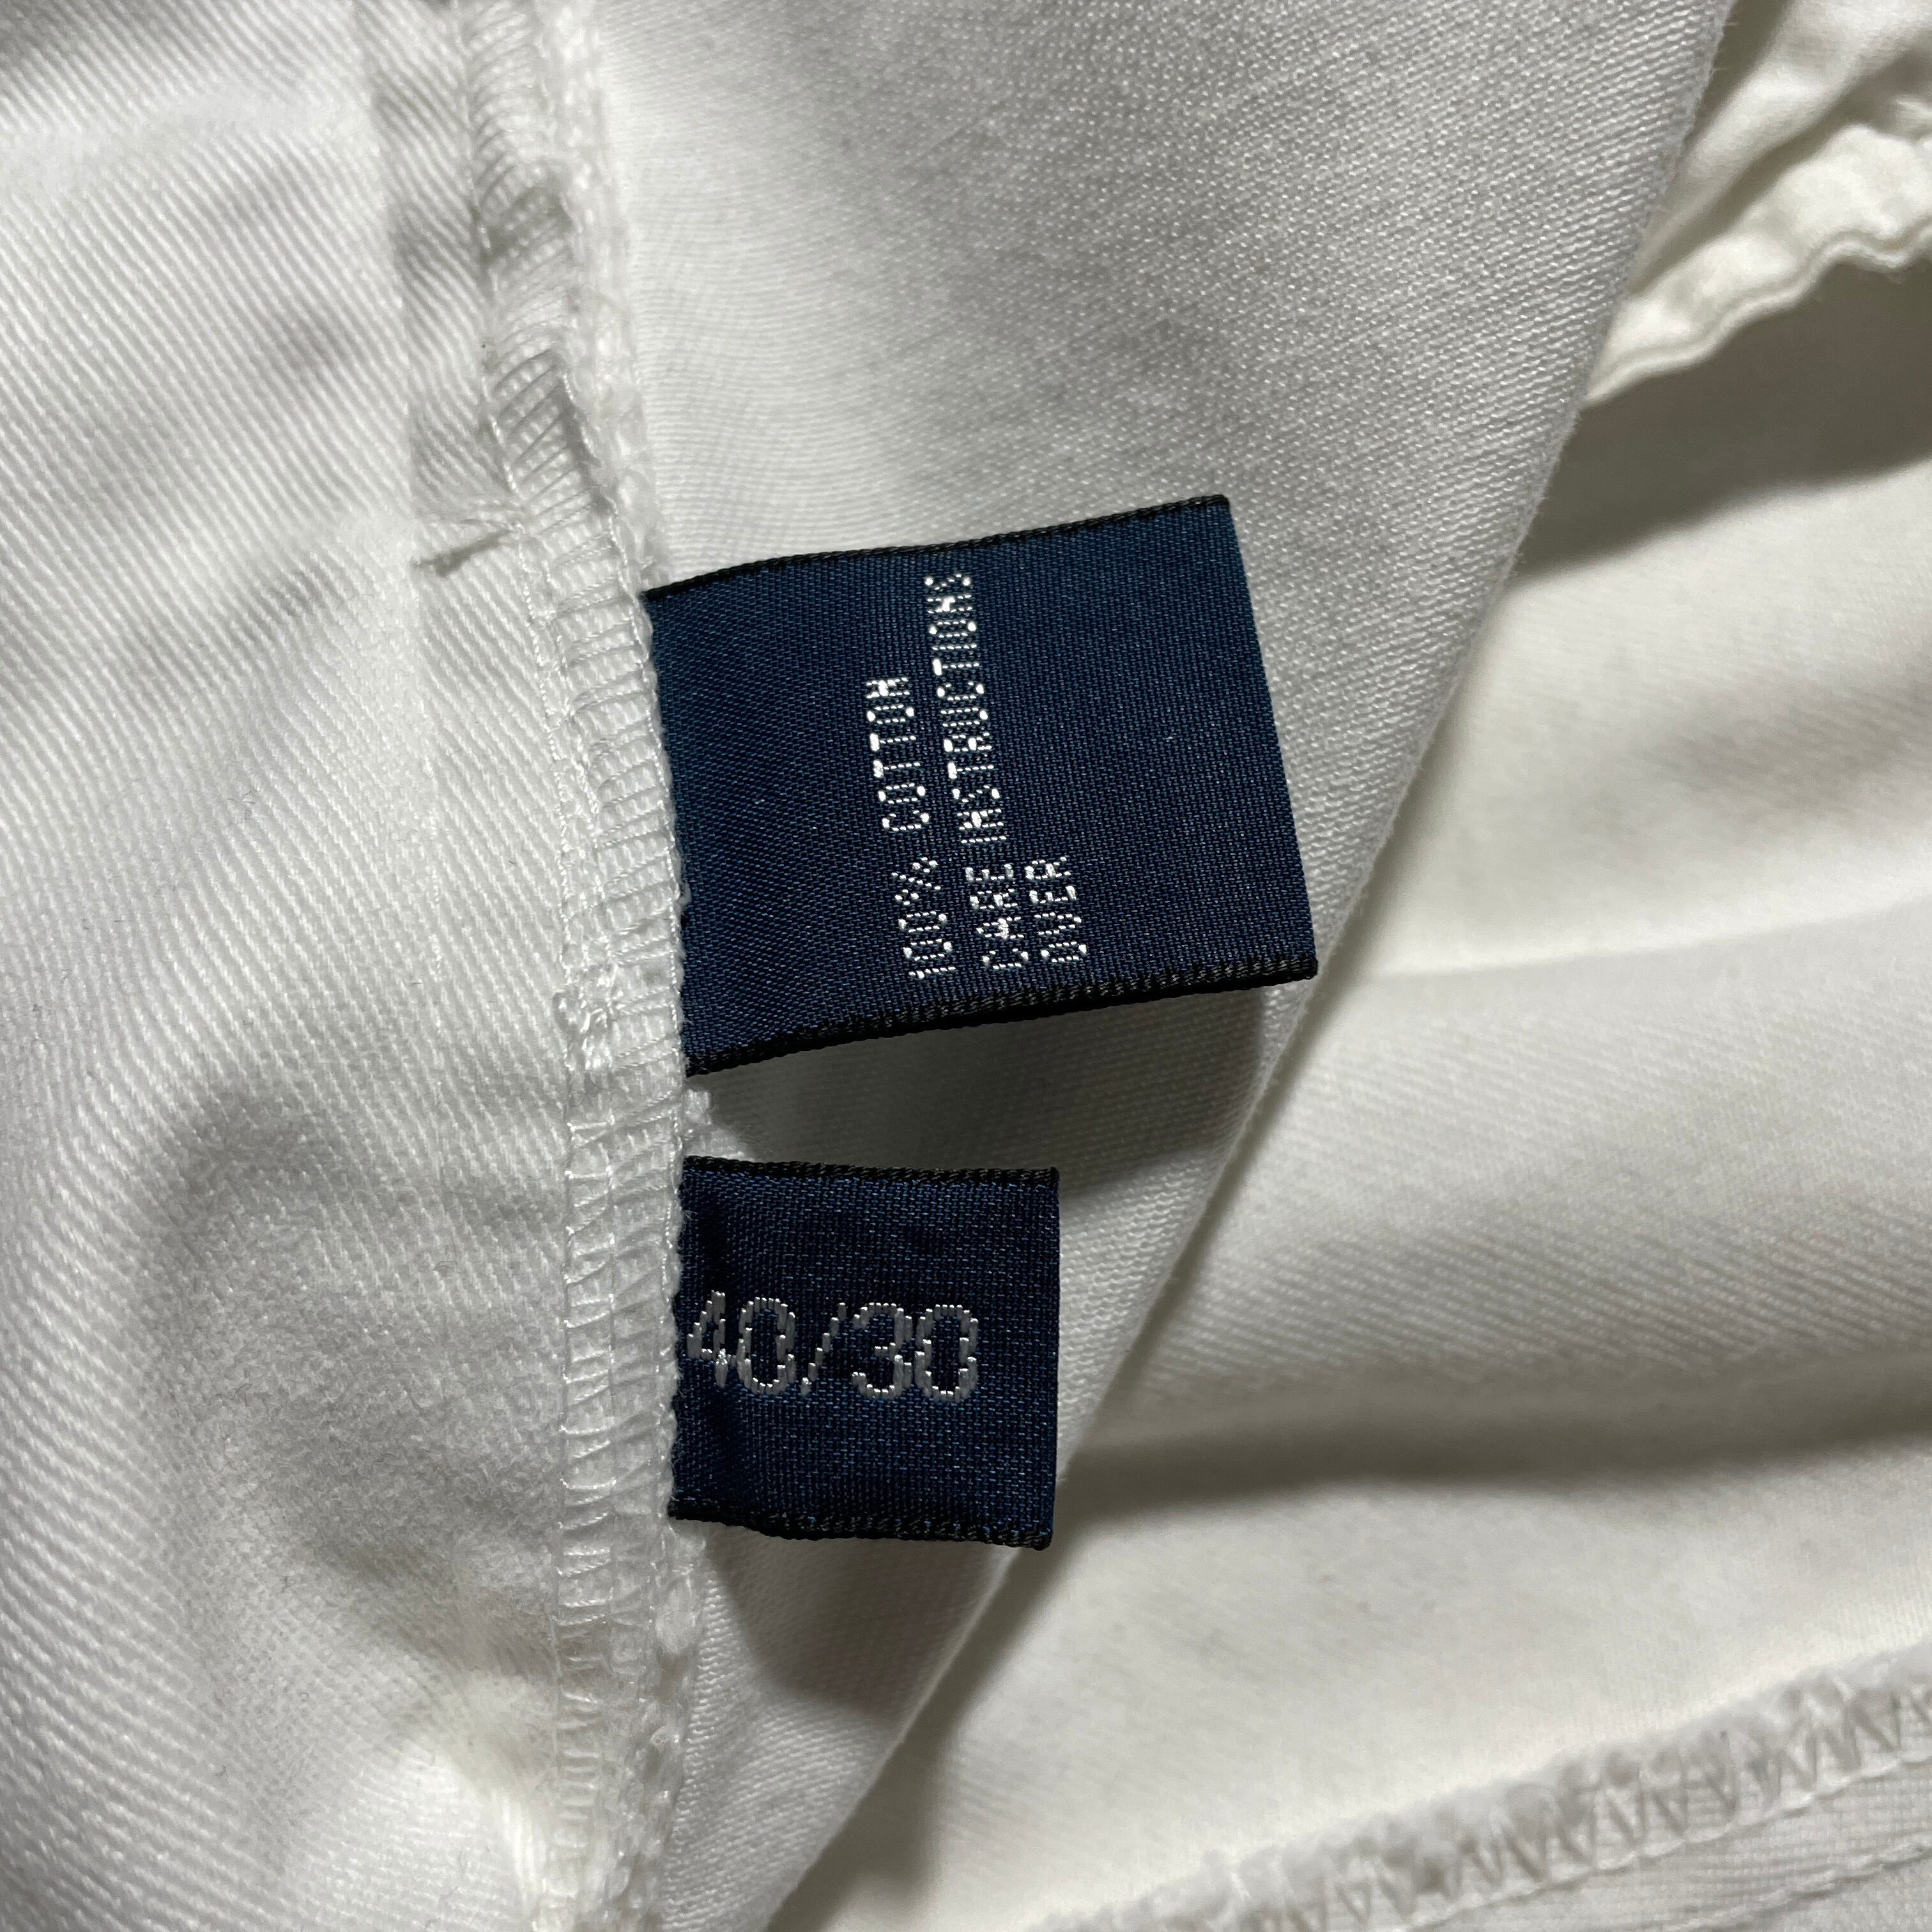 100% COTTON
CARE INSTRUCTIONS
OVER
40/30